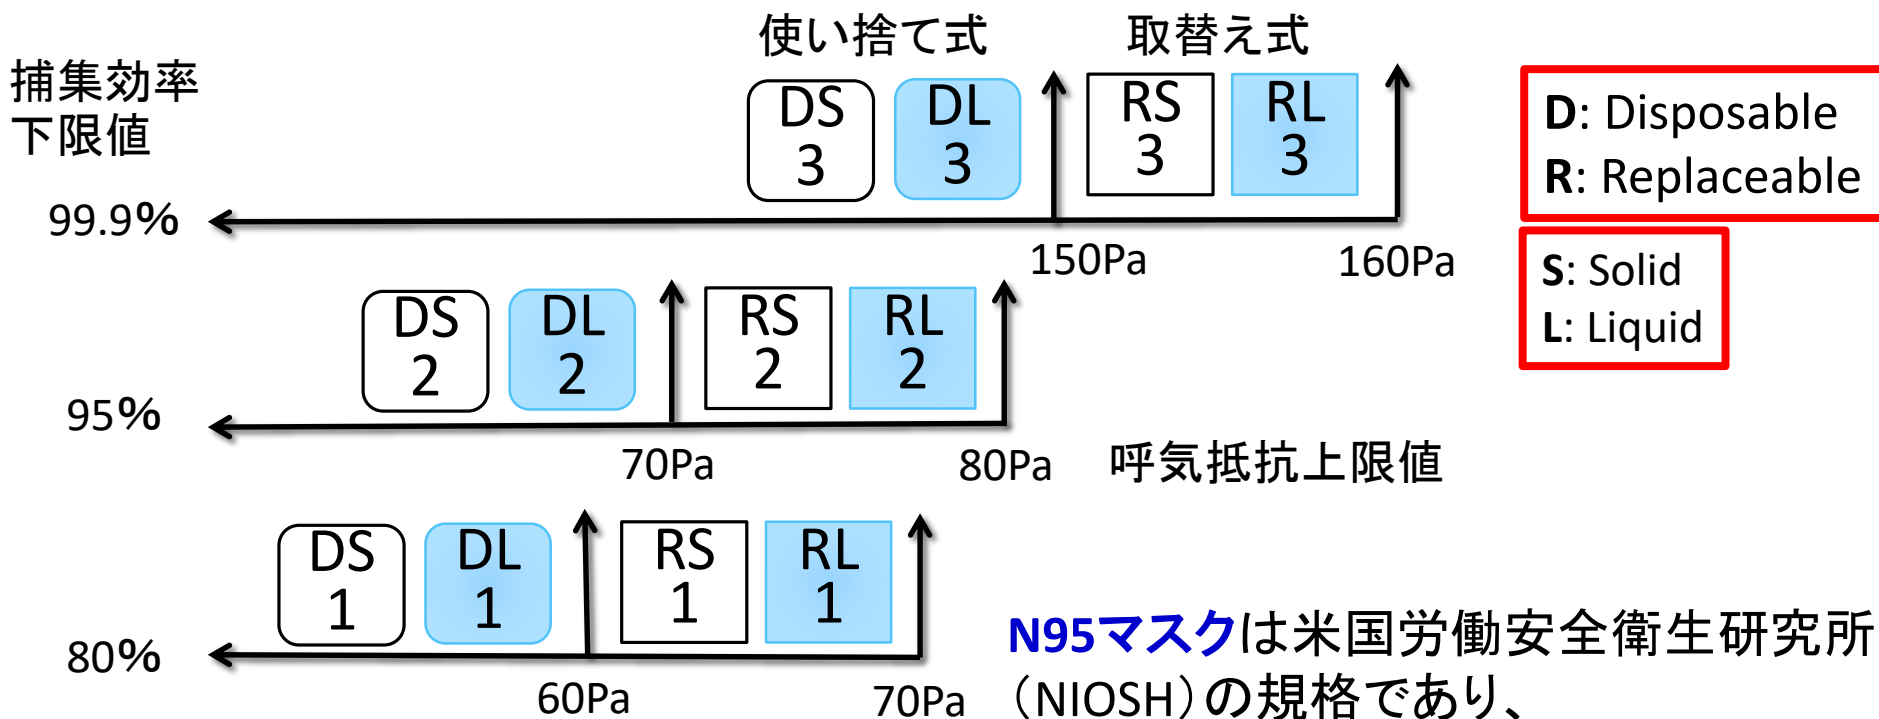 使い捨て式 取替え式
捕集効率
下限値
DS
3
DL
3
RS
3
RL
3
D: Disposable
R: Replaceable
99.9%
150Pa 160Pa
S: Solid
L: Liquid
DS
2
DL
2
RS
2
RL
2
95%
70Pa 80Pa 呼気抵抗上限値
DS
1
DL
1
RS
1
RL
1
80%
60Pa 70Pa
N95マスクは米国労働安全衛生研究所
（NIOSH）の規格であり、